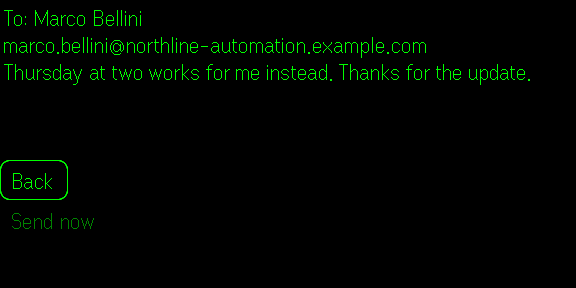 To: Marco Bellini
marco.bellini@northline-automation.example.com
Thursday at two works for me instead. Thanks for the update.
Back
Send now